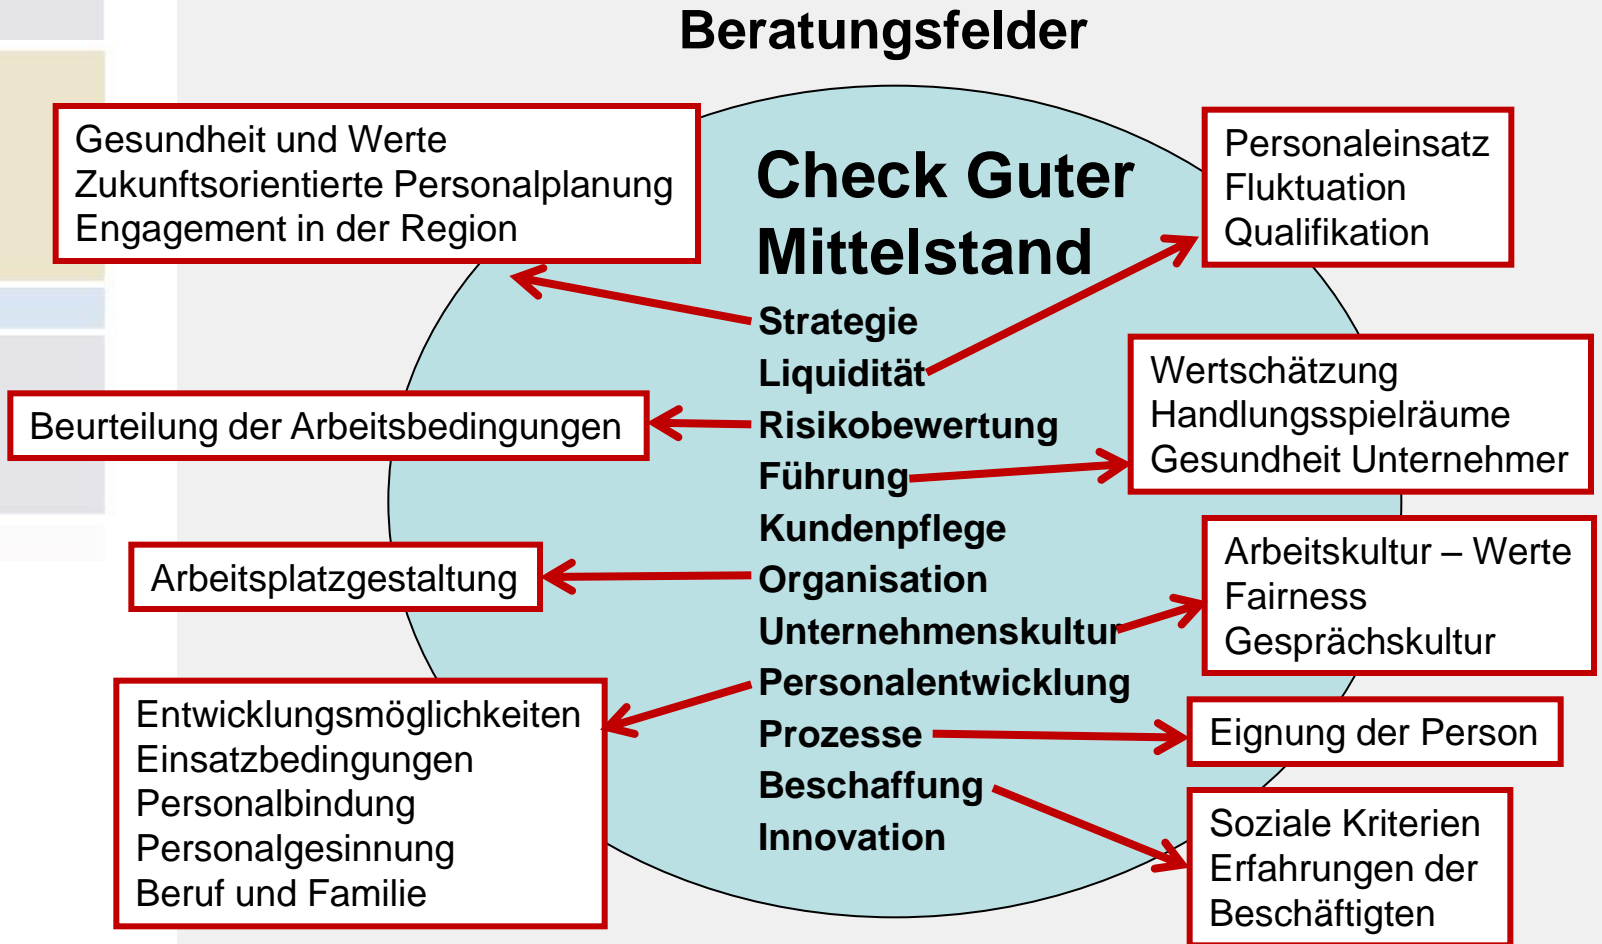 Beratungsfelder
Gesundheit und Werte
Zukunftsorientierte Personalplanung
Engagement in der Region
Check Guter
Mittelstand
Personaleinsatz
Fluktuation
Qualifikation
Strategie
Liquidität
Risikobewertung
Führung
Kundenpflege
Organisation
Unternehmenskultur
Personalentwicklung
Prozesse
Beschaffung
Innovation
Beurteilung der Arbeitsbedingungen
Wertschätzung
Handlungsspielräume
Gesundheit Unternehmer
Arbeitsplatzgestaltung
Arbeitskultur – Werte
Fairness
Gesprächskultur
Entwicklungsmöglichkeiten
Einsatzbedingungen
Personalbindung
Personalgesinnung
Beruf und Familie
Eignung der Person
Soziale Kriterien
Erfahrungen der
Beschäftigten